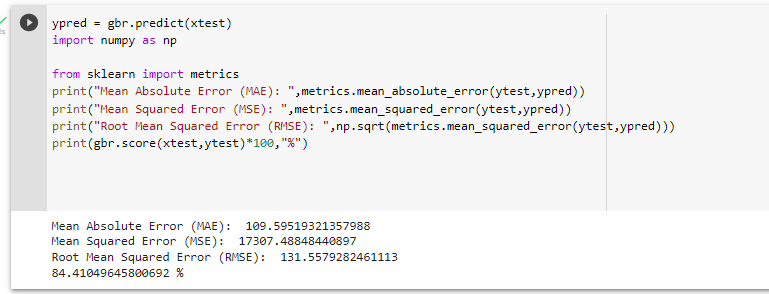 ypred = gbr.predict(xtest)
import numpy as np
from sklearn import metrics
print("Mean Absolute Error (MAE): ",metrics.mean_absolute_error(ytest,ypred))
print("Mean Squared Error (MSE): ",metrics.mean_squared_error(ytest,ypred))
print("Root Mean Squared Error (RMSE): ",np.sqrt(metrics.mean_squared_error(ytest,ypred)))
print(gbr.score(xtest,ytest)*100,"%")
Mean Absolute Error (MAE):  109.59519321357988
Mean Squared Error (MSE):  17307.48848440897
Root Mean Squared Error (RMSE):  131.5579282461113
84.41049645800692 %